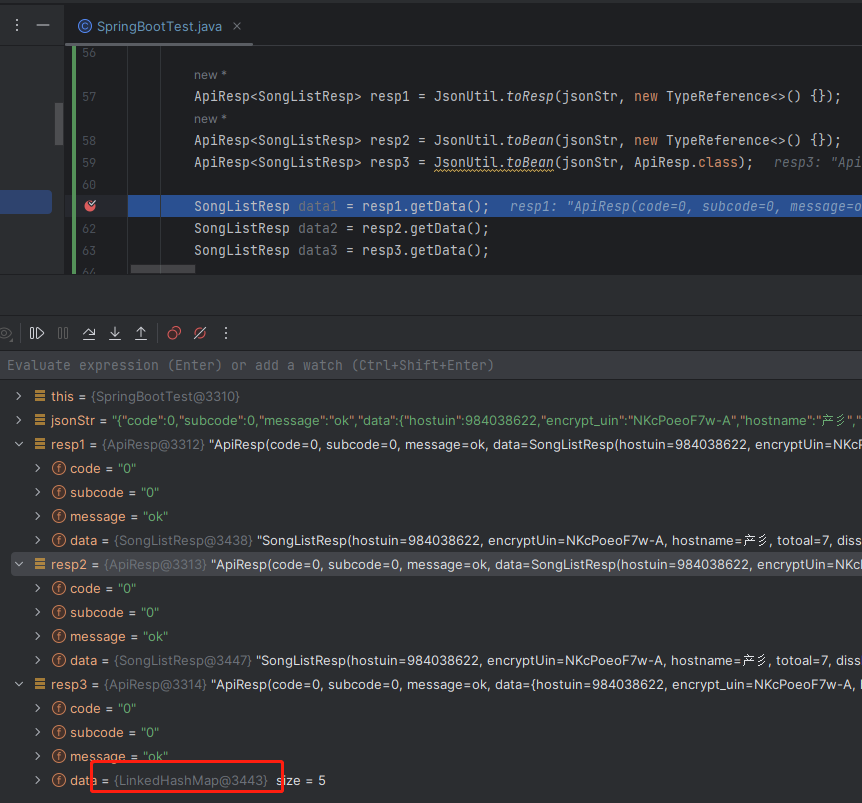 SpringBootTest.java
56
new *
57 ApiResp<SongListResp> resp1 = JsonUtil.toResp(jsonStr, new TypeReference<>() {});
new *
58 ApiResp<SongListResp> resp2 = JsonUtil.toBean(jsonStr, new TypeReference<>() {});
59 ApiResp<SongListResp> resp3 = JsonUtil.toBean(jsonStr, ApiResp.class); resp3: "Api
60
SongListResp data1 = resp1.getData(); resp1: "ApiResp(code=0, subcode=0, message=o
62 SongListResp data2 = resp2.getData();
63 SongListResp data3 = resp3.getData();
64
Evaluate expression (Enter) or add a watch (Ctrl+Shift+Enter)
this = {SpringBootTest@3310}
jsonStr = "{"code":0,"subcode":0,"message":"ok","data":{"hostuin":984038622,"encrypt_uin":"NKcPoeoF7w-A","hostname":"产彡","
resp1 = {ApiResp@3312} "ApiResp(code=0, subcode=0, message=ok, data=SongListResp(hostuin=984038622, encryptUin=NKcP
code = "0"
subcode = "0"
message = "ok"
data = {SongListResp@3438} "SongListResp(hostuin=984038622, encryptUin=NKcPoeoF7w-A, hostname=产彡, totoal=7, diss
resp2 = {ApiResp@3313} "ApiResp(code=0, subcode=0, message=ok, data=SongListResp(hostuin=984038622, encryptUin=NKcP
code = "0"
subcode = "0"
message = "ok"
data = {SongListResp@3447} "SongListResp(hostuin=984038622, encryptUin=NKcPoeoF7w-A, hostname=产彡, totoal=7, diss
resp3 = {ApiResp@3314} "ApiResp(code=0, subcode=0, message=ok, data={hostuin=984038622, encrypt_uin=NKcPoeoF7w-A,
code = "0"
subcode = "0"
message = "ok"
data = {LinkedHashMap@3443} size = 5